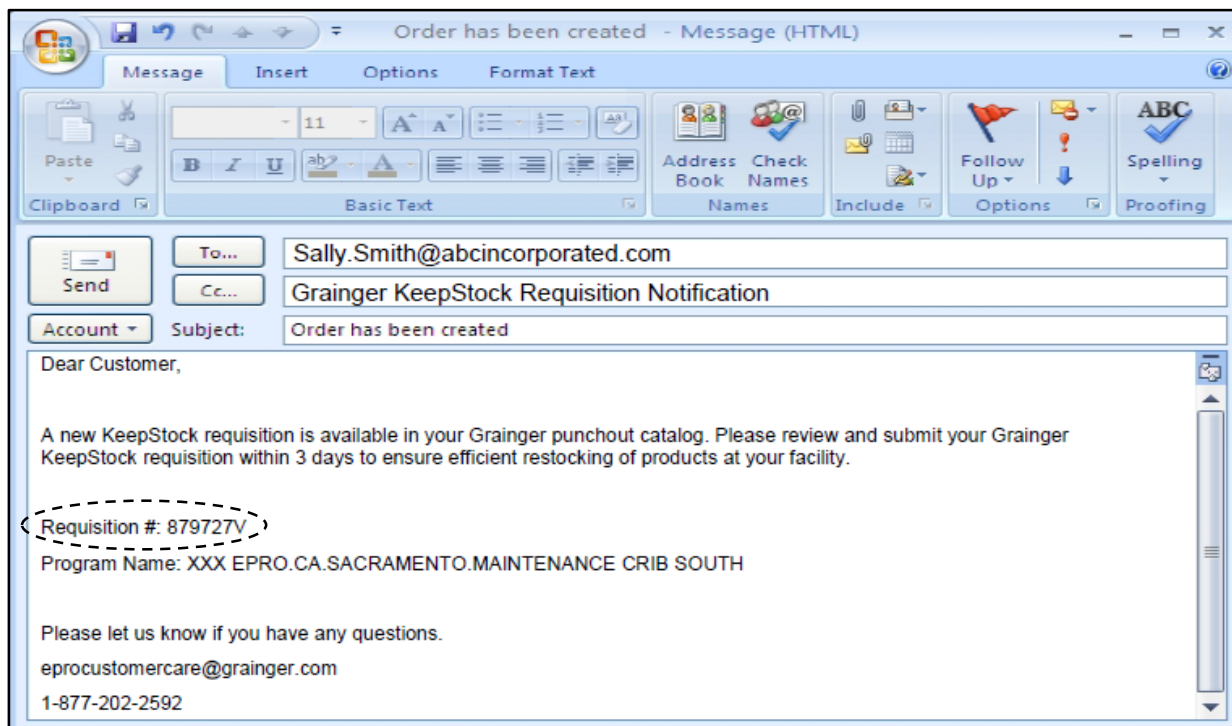 Order has been created - Message (HTML)
Message Insert Options Format Text
11 A A
Paste B I U ab A Address Book Check Names Follow Up ABC Spelling
Clipboard Basic Text Names Include Options Proofing
Send
To... Sally.Smith@abcincorporated.com
Cc... Grainger KeepStock Requisition Notification
Account Subject: Order has been created
Dear Customer,
A new KeepStock requisition is available in your Grainger punchout catalog. Please review and submit your Grainger
KeepStock requisition within 3 days to ensure efficient restocking of products at your facility.
Requisition #: 879727V
Program Name: XXX EPRO.CA.SACRAMENTO.MAINTENANCE CRIB SOUTH
Please let us know if you have any questions.
eprocustomercare@grainger.com
1-877-202-2592